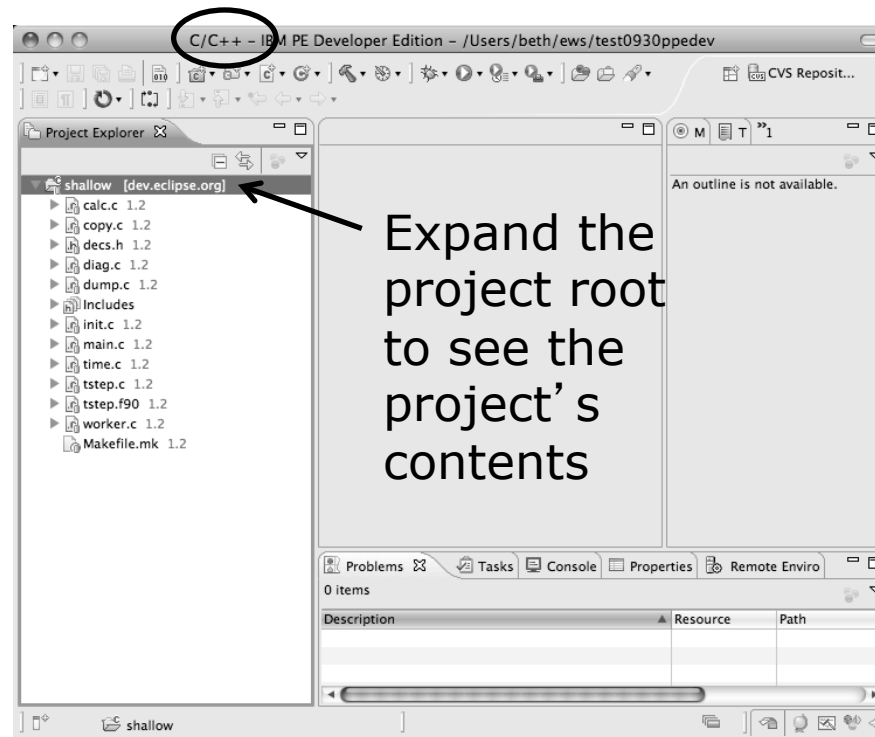 C/C++ – IBM PE Developer Edition – /Users/beth/ews/test0930ppedev
CVS Reposit...
Project Explorer
M
T
»1
shallow [dev.eclipse.org]
An outline is not available.
calc.c 1.2
copy.c 1.2
decs.h 1.2
diag.c 1.2
dump.c 1.2
Includes
init.c 1.2
main.c 1.2
time.c 1.2
tstep.c 1.2
tstep.f90 1.2
worker.c 1.2
Makefile.mk 1.2
Expand the
project root
to see the
project’s
contents
Problems
Tasks
Console
Properties
Remote Enviro
0 items
Description
Resource
Path
shallow